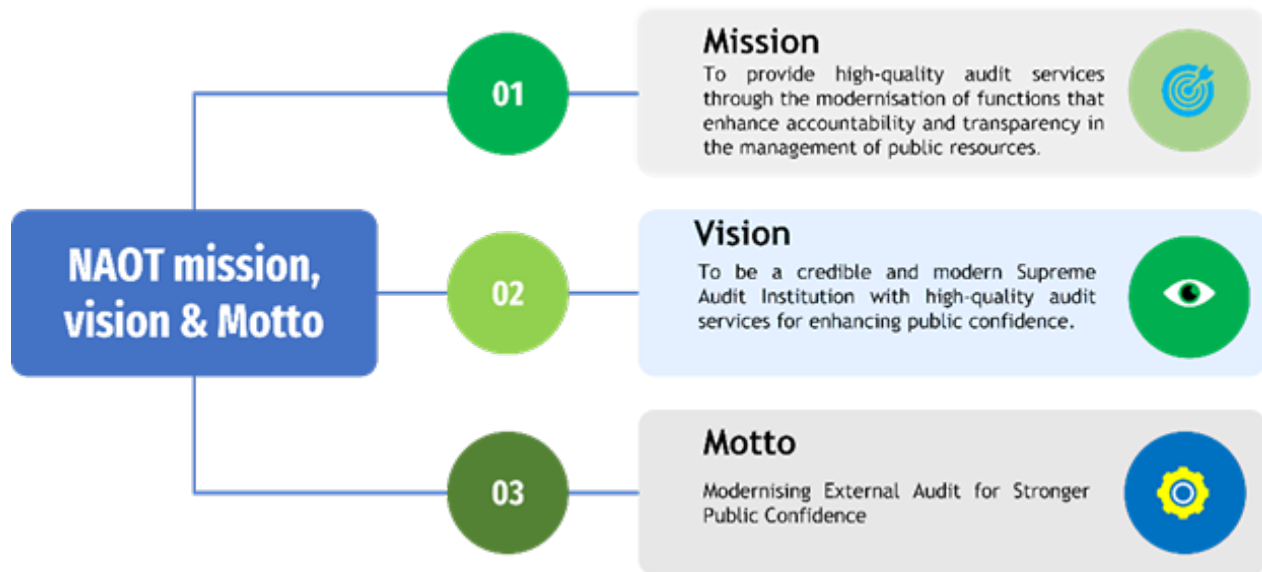 NAOT mission,
vision & Motto
01
Mission
To provide high-quality audit services
through the modernisation of functions that
enhance accountability and transparency in
the management of public resources.
02
Vision
To be a credible and modern Supreme
Audit Institution with high-quality audit
services for enhancing public confidence.
03
Motto
Modernising External Audit for Stronger
Public Confidence